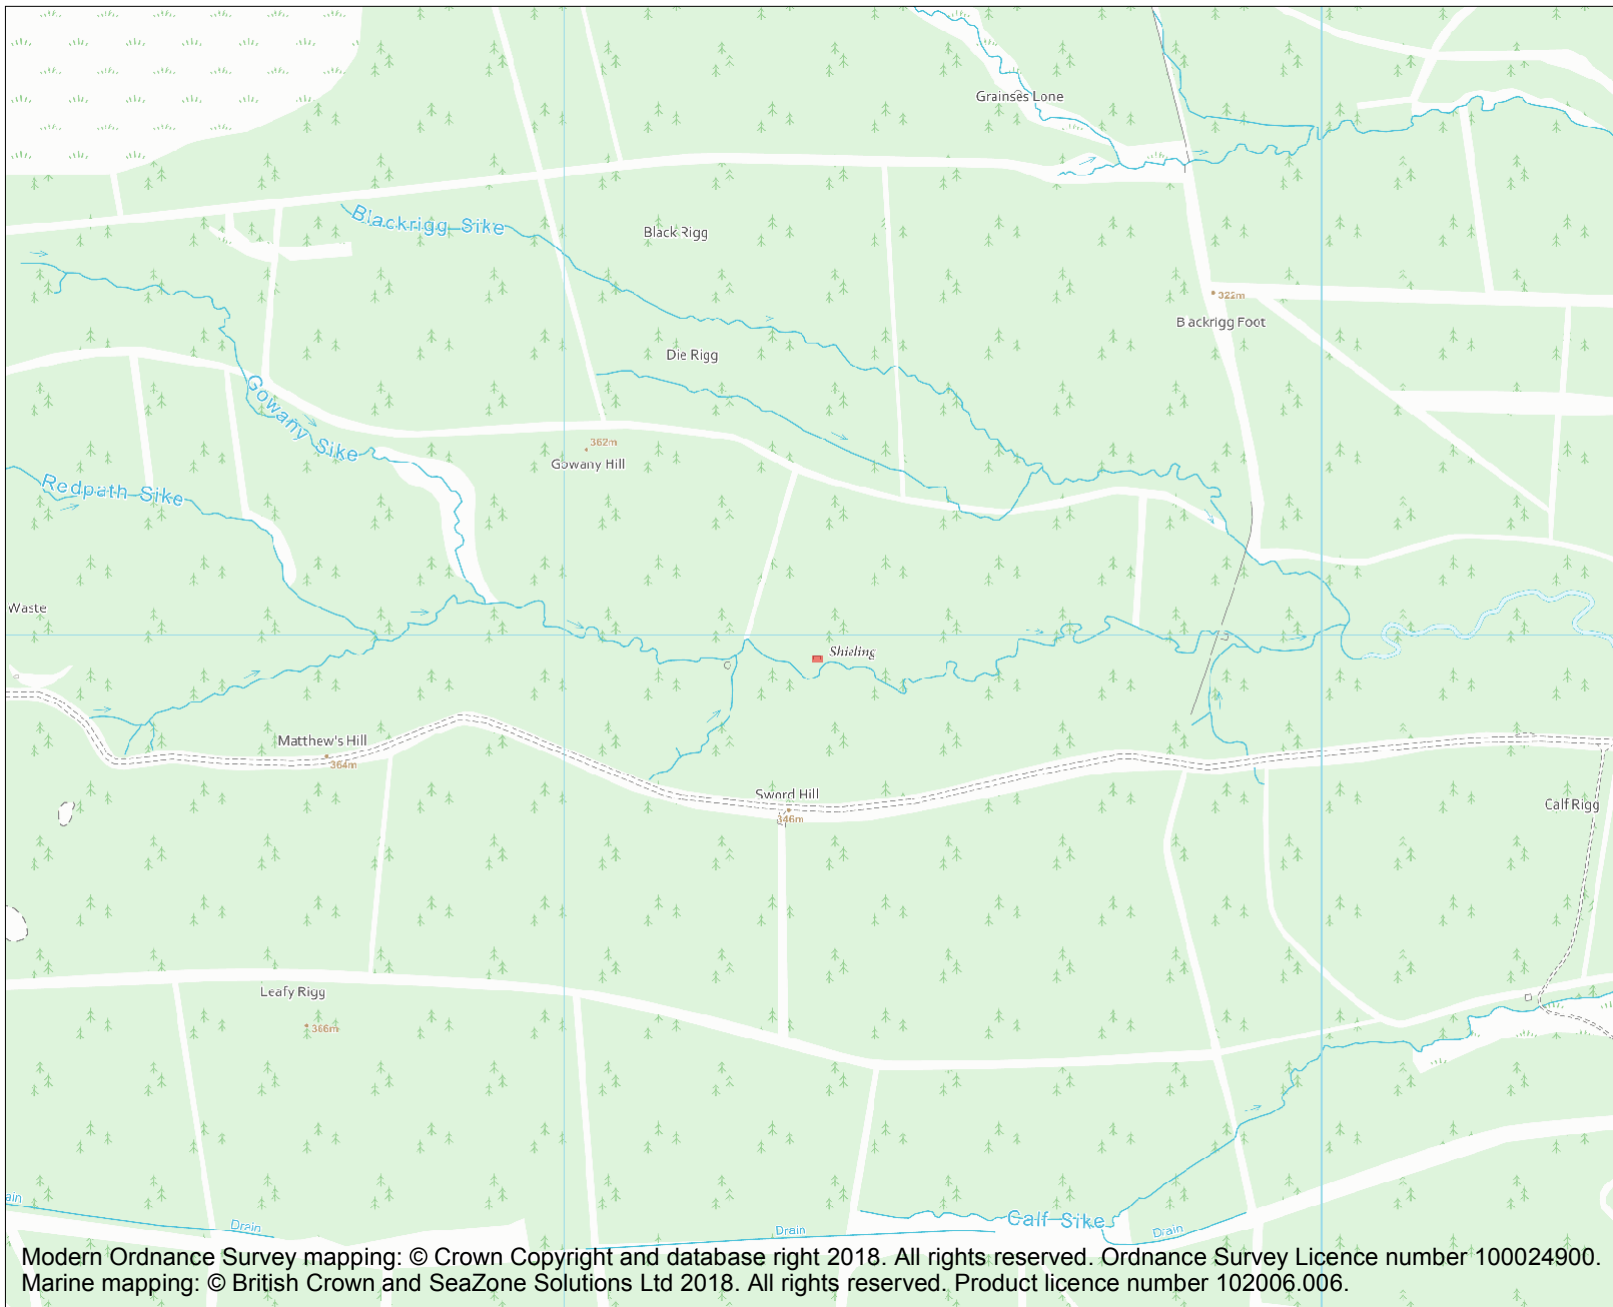 Grainses Lone
Blackrigg Sike
Black Rigg
322m
Blackrigg Foot
Die Rigg
Gowany Sike
362m
Gowany Hill
Redpath Sike
Waste
Shieling
Matthew's Hill
364m
Sword Hill
346m
Calf Rigg
Leafy Rigg
366m
ain
Drain
Drain
Calf Sike
Drain
Modern Ordnance Survey mapping: © Crown Copyright and database right 2018. All rights reserved. Ordnance Survey Licence number 100024900.
Marine mapping: © British Crown and SeaZone Solutions Ltd 2018. All rights reserved. Product licence number 102006.006.